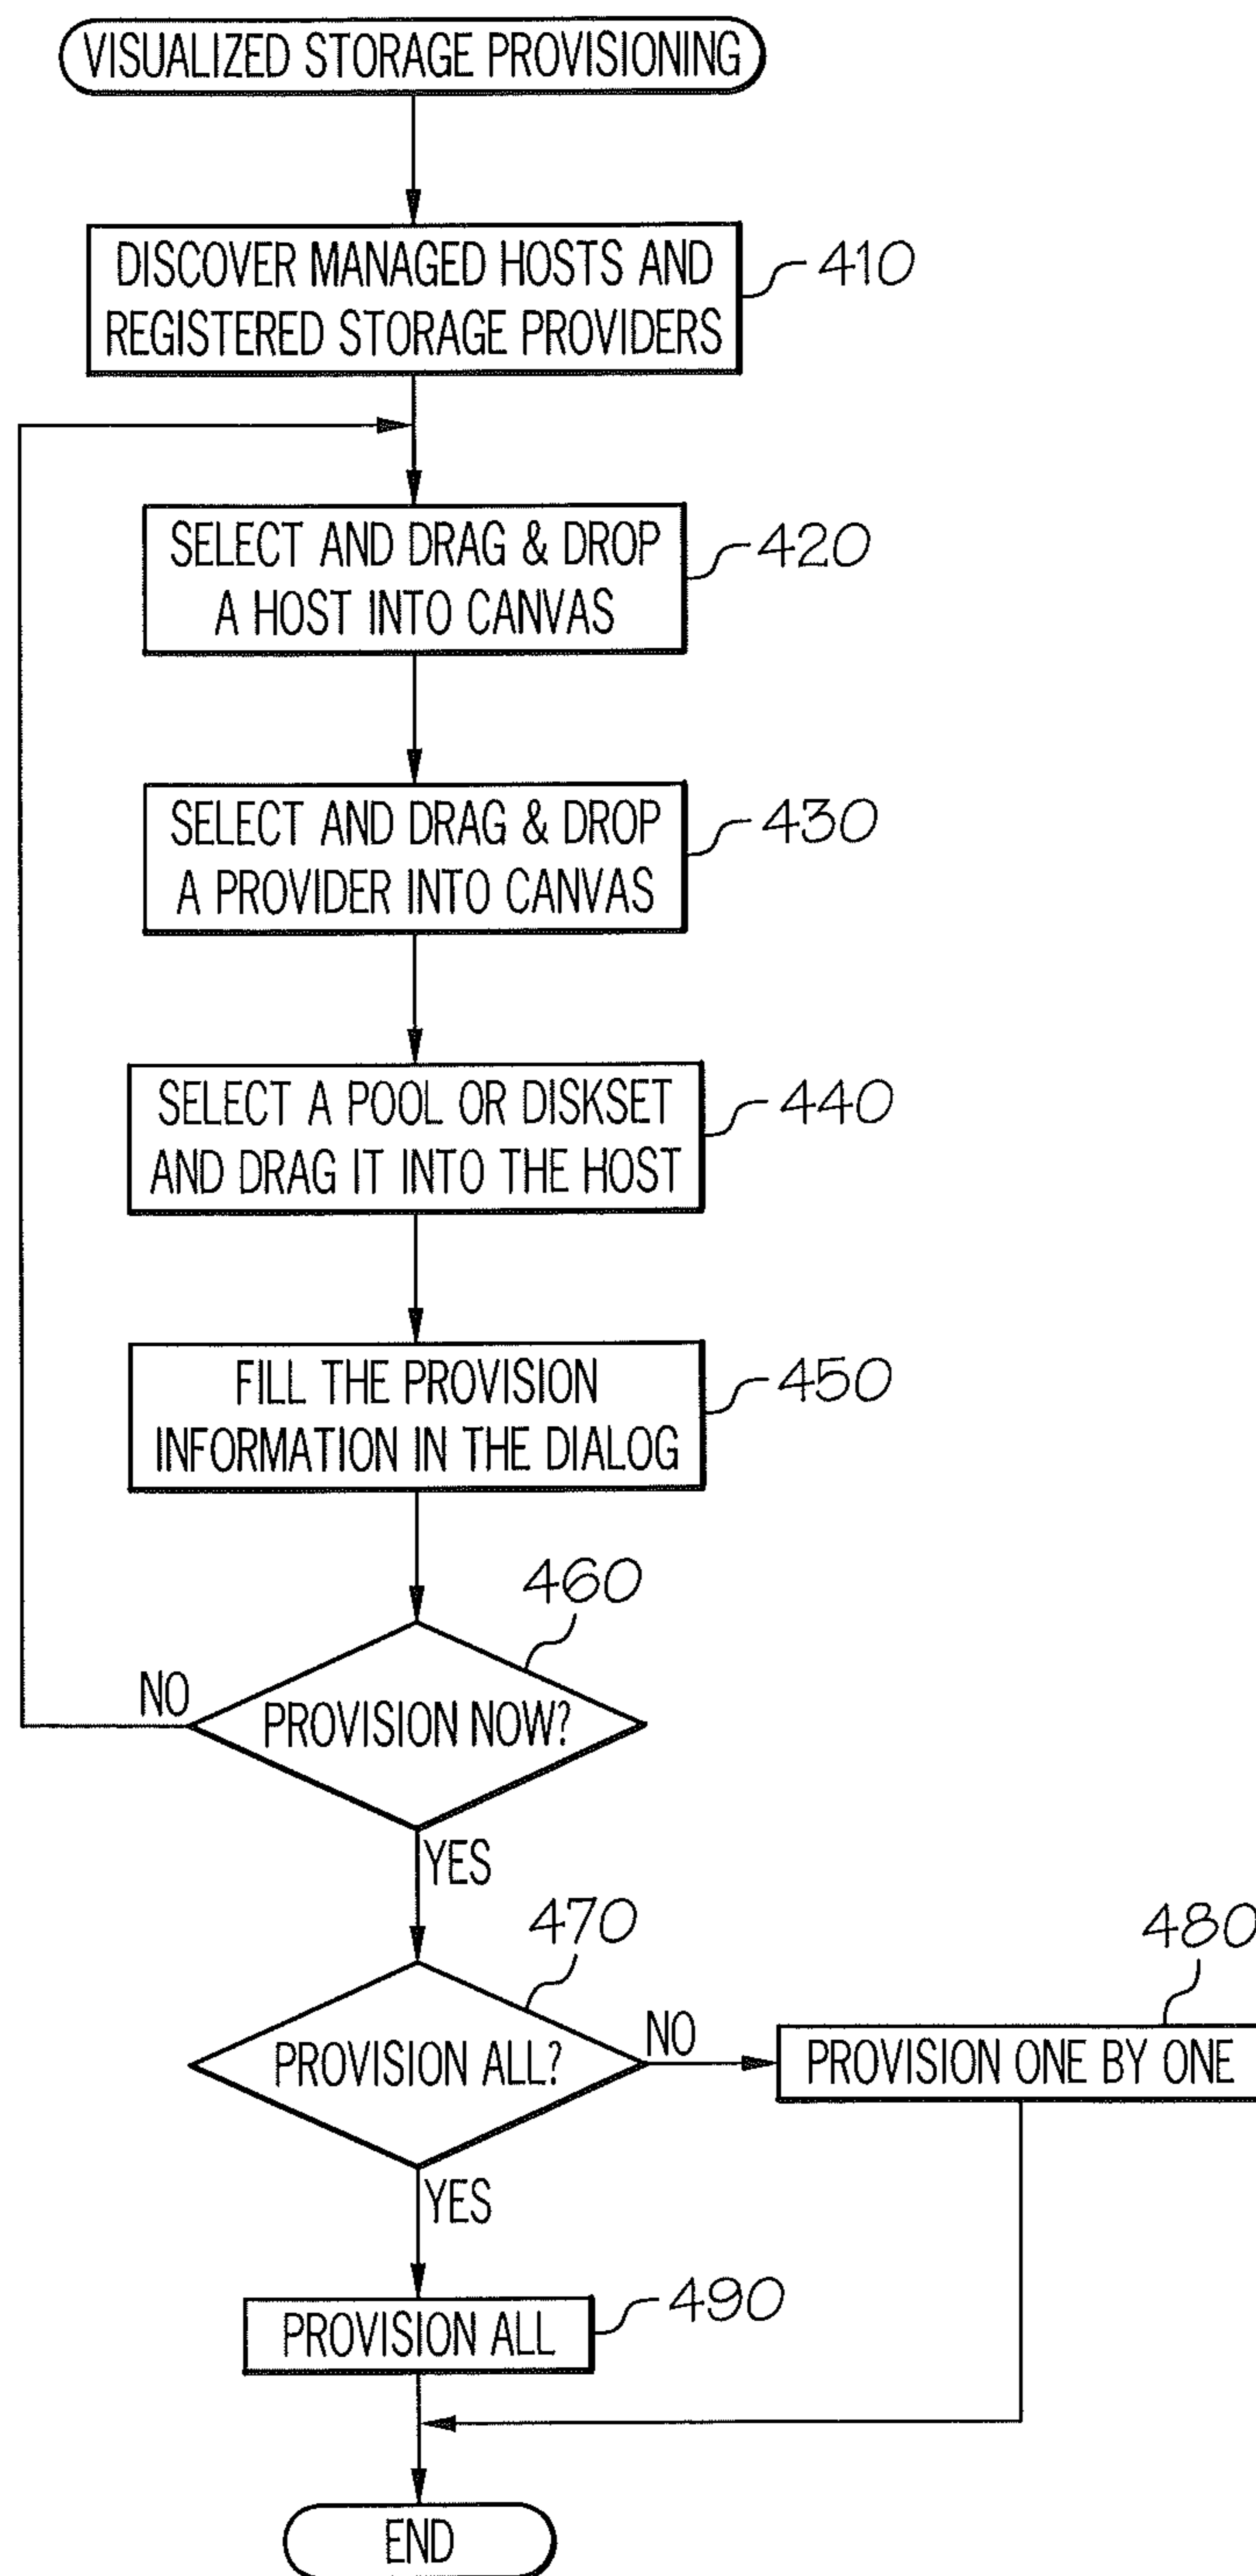 VISUALIZED STORAGE PROVISIONING
DISCOVER MANAGED HOSTS AND
REGISTERED STORAGE PROVIDERS
410
SELECT AND DRAG & DROP
A HOST INTO CANVAS
420
SELECT AND DRAG & DROP
A PROVIDER INTO CANVAS
430
SELECT A POOL OR DISKSET
AND DRAG IT INTO THE HOST
440
FILL THE PROVISION
INFORMATION IN THE DIALOG
450
460
NO
PROVISION NOW?
YES
470
480
PROVISION ALL?
NO
PROVISION ONE BY ONE
YES
PROVISION ALL
490
END